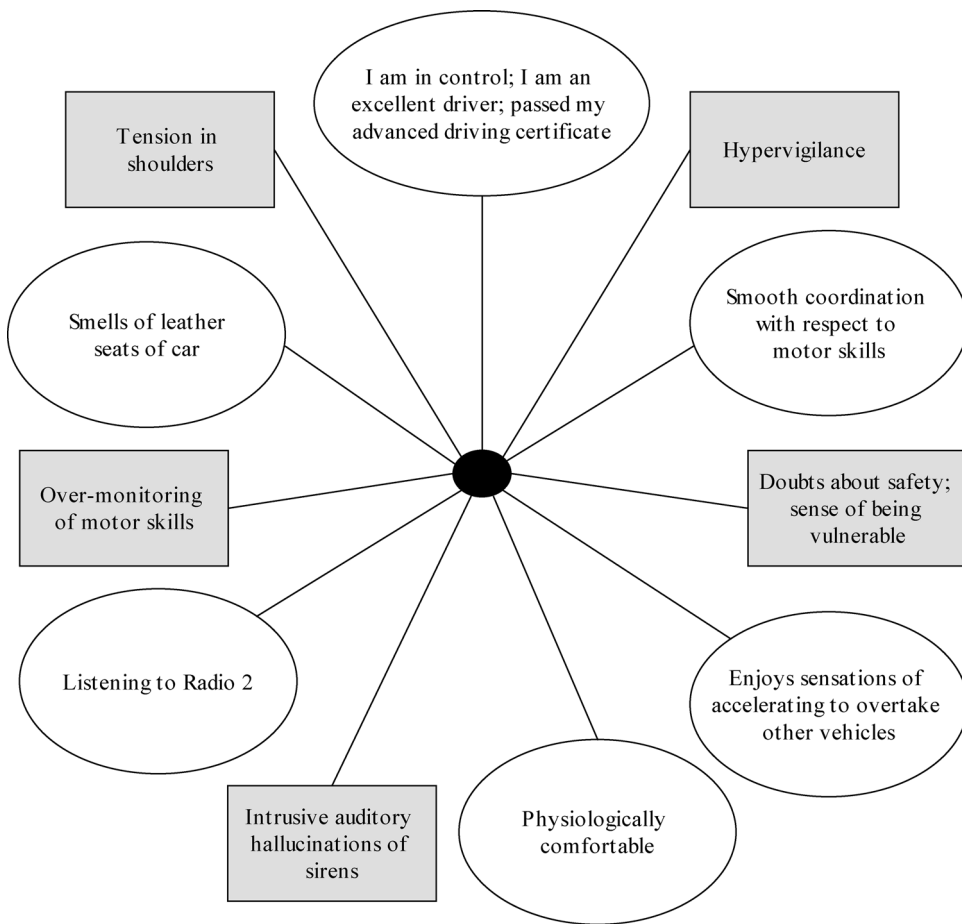 I am in control; I am an
excellent driver; passed my
advanced driving certificate
Tension in
shoulders
Hypervigilance
Smells of leather
seats of car
Smooth coordination
with respect to
motor skills
Over-monitoring
of motor skills
Doubts about safety;
sense of being
vulnerable
Listening to Radio 2
Enjoys sensations of
accelerating to overtake
other vehicles
Intrusive auditory
hallucinations of
sirens
Physiologically
comfortable